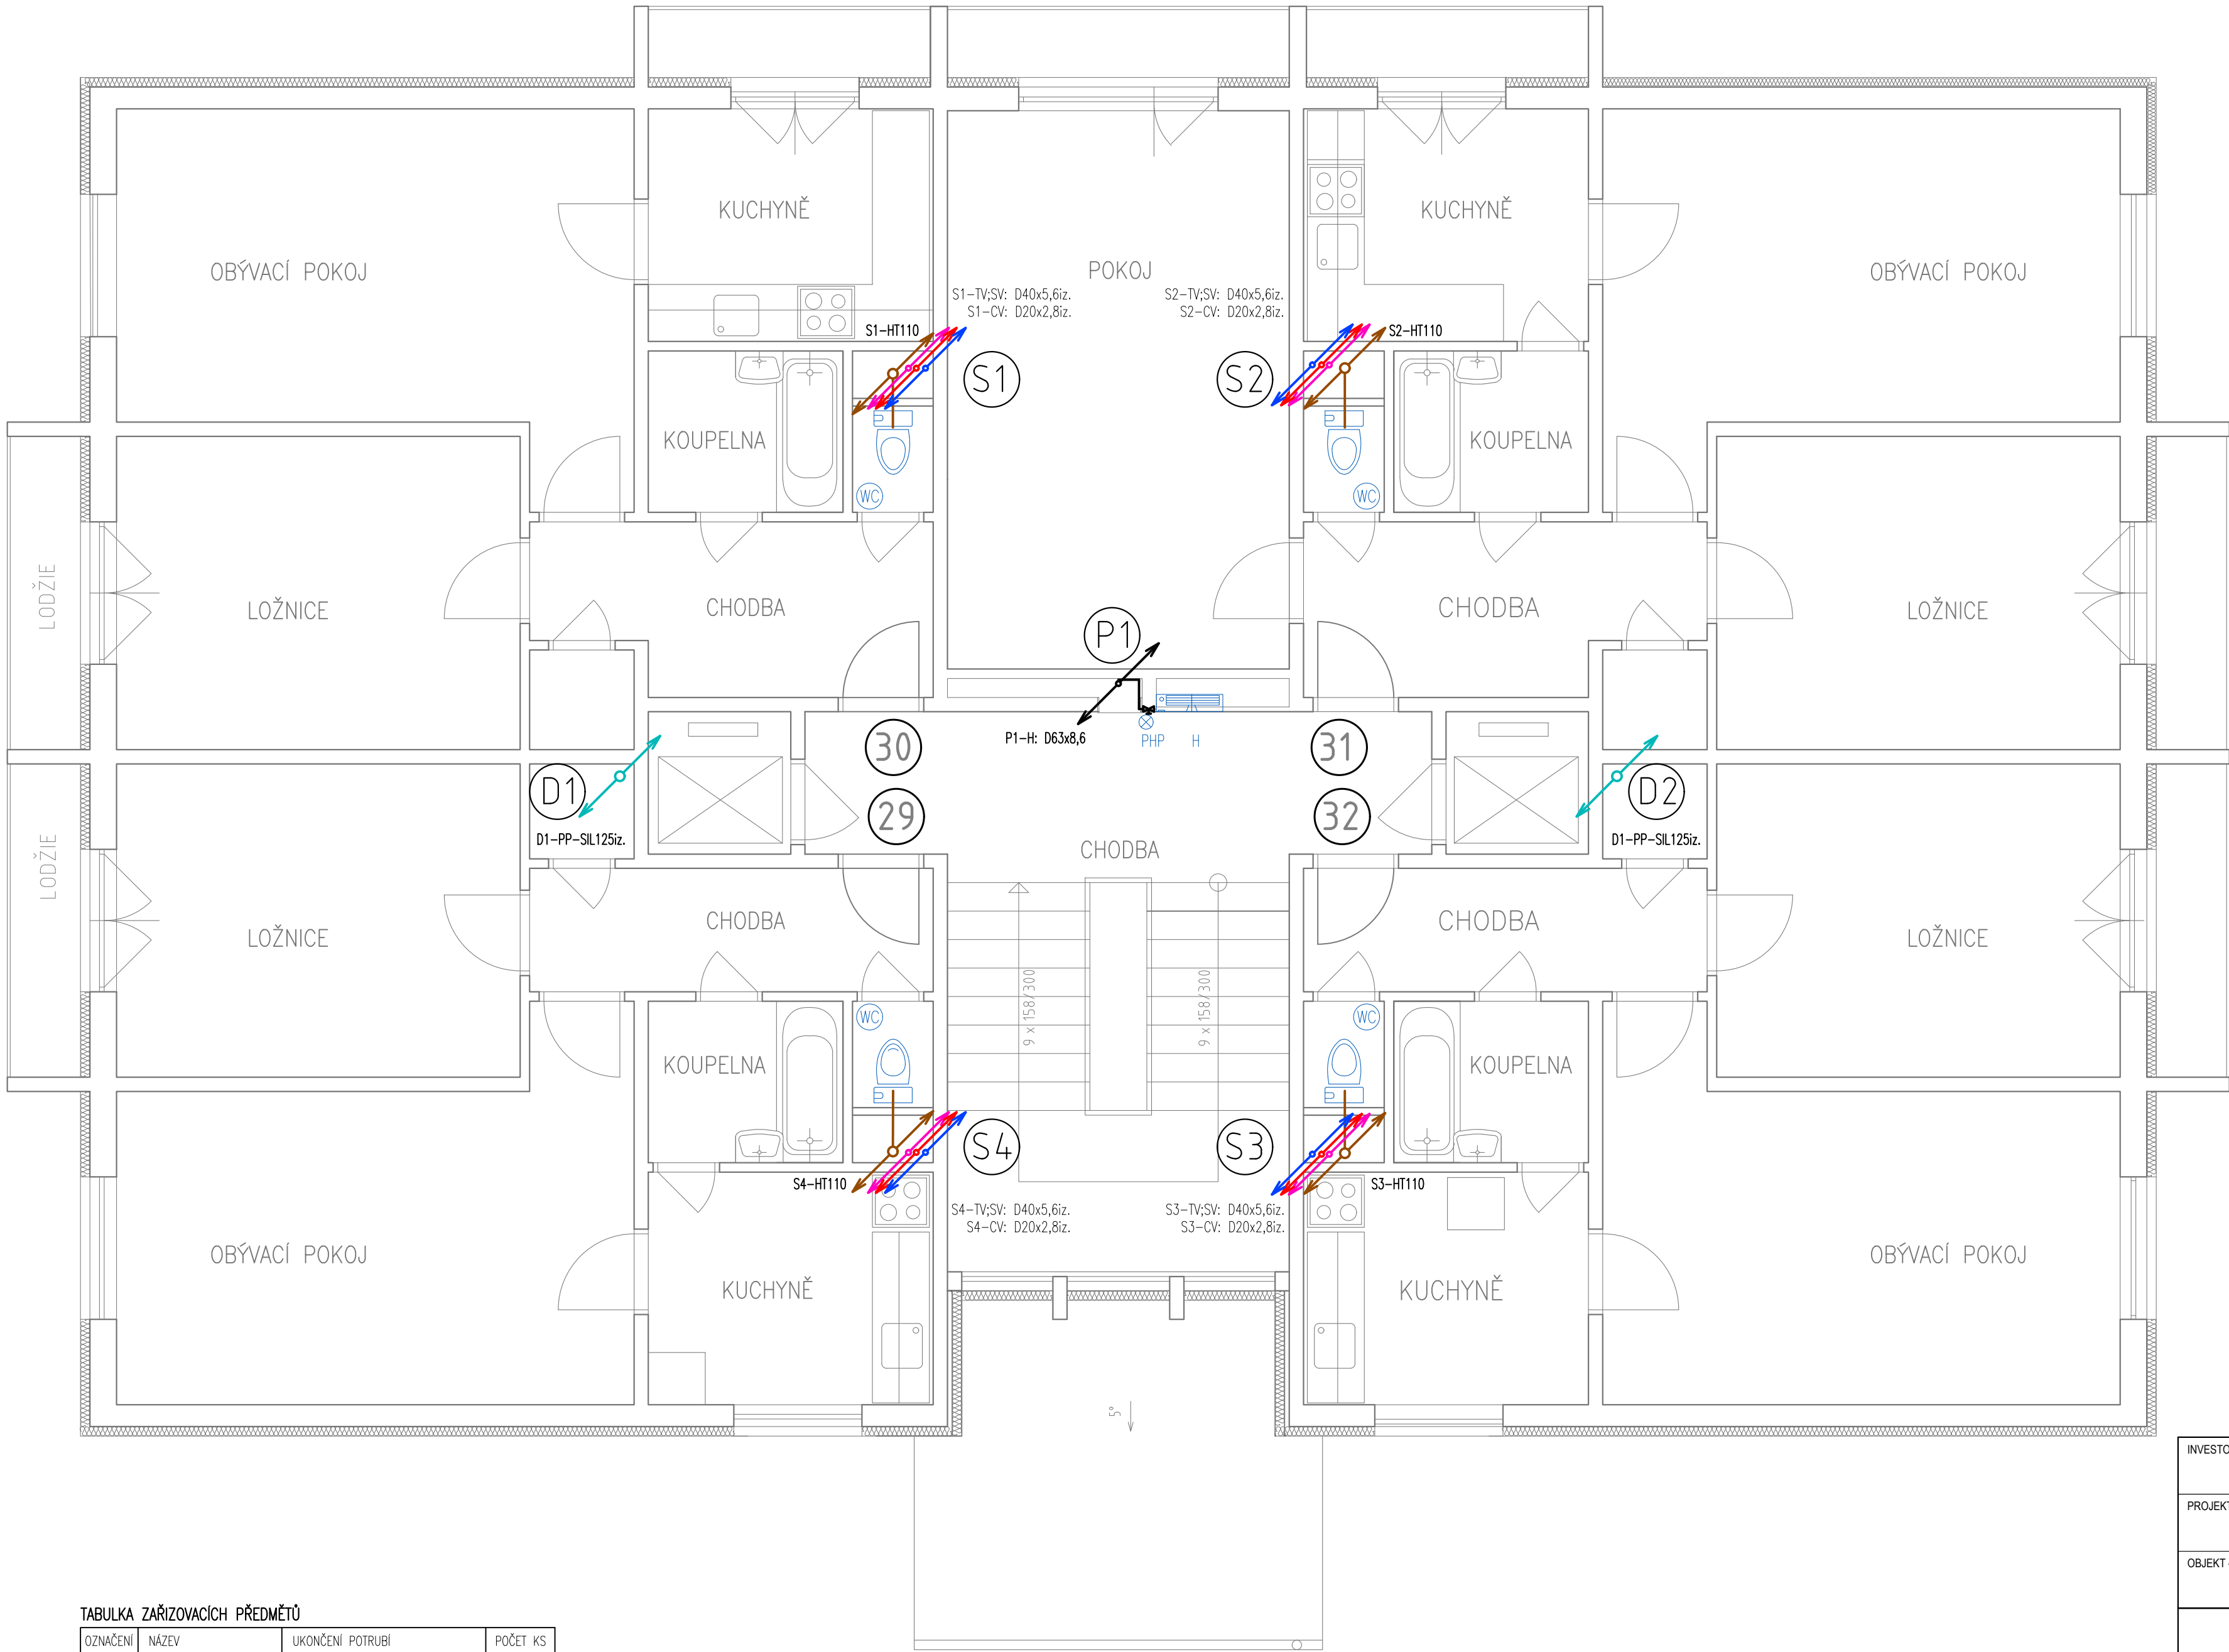 KUCHYNĚ
KUCHYNĚ
OBÝVACÍ POKOJ
POKOJ
OBÝVACÍ POKOJ
S1-TV;SV: D40x5,6iz.
S1-CV: D20x2,8iz.
S2-TV;SV: D40x5,6iz.
S2-CV: D20x2,8iz.
S1-HT110
S2-HT110
S1
S2
KOUPELNA
KOUPELNA
WC
WC
LODŽIE
LOŽNICE
CHODBA
P1
CHODBA
LOŽNICE
P1-H: D63x8,6
PHP
H
30
31
D1
D2
29
32
D1-PP-SIL125iz.
D1-PP-SIL125iz.
LODŽIE
CHODBA
LOŽNICE
CHODBA
CHODBA
LOŽNICE
9 x 158/300
9 x 158/300
WC
WC
KOUPELNA
KOUPELNA
S4
S3
S4-HT110
S3-HT110
S4-TV;SV: D40x5,6iz.
S4-CV: D20x2,8iz.
S3-TV;SV: D40x5,6iz.
S3-CV: D20x2,8iz.
OBÝVACÍ POKOJ
KUCHYNĚ
KUCHYNĚ
OBÝVACÍ POKOJ
5°
INVESTO
PROJEKT
OBJEKT
TABULKA ZAŘIZOVACÍCH PŘEDMĚTŮ
OZNAČENÍ NÁZEV UKONČENÍ POTRUBÍ POČET KS